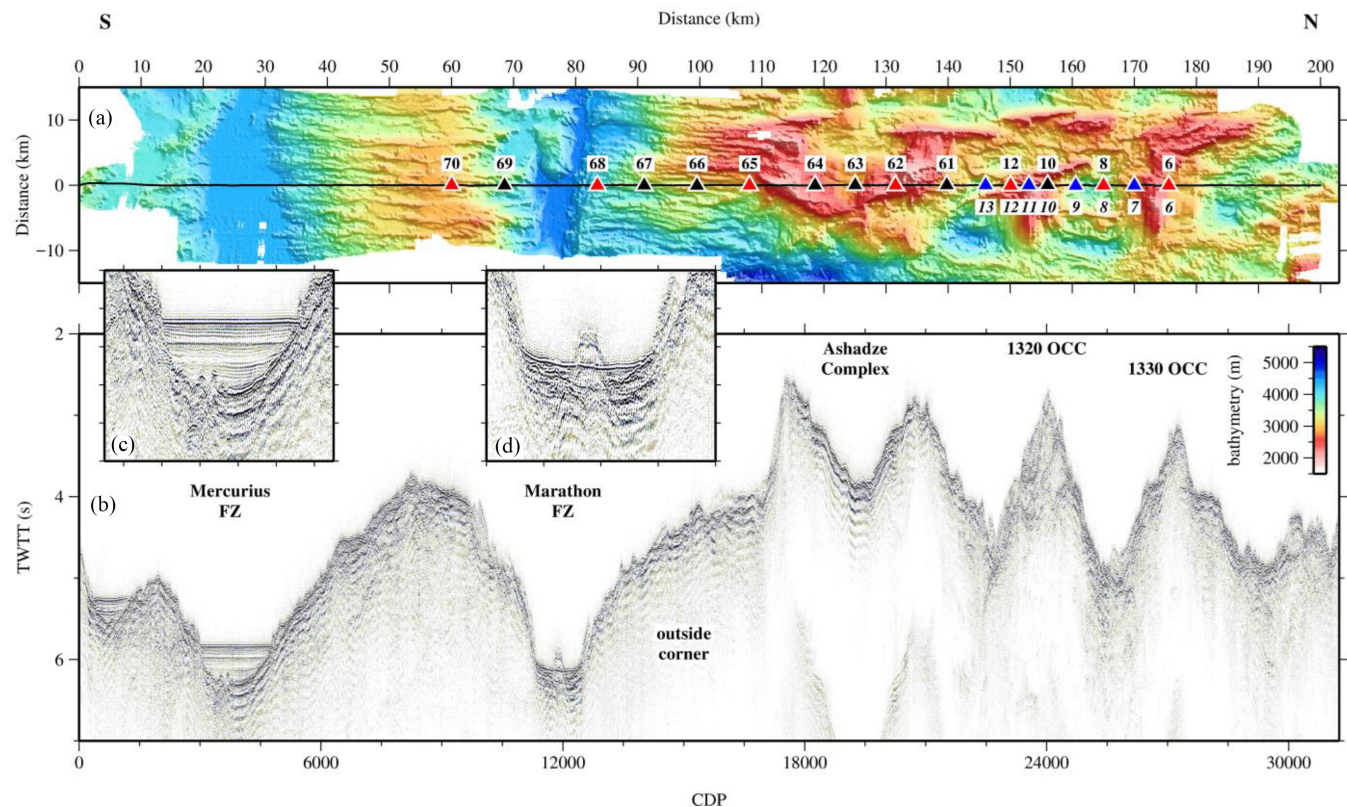 S Distance (km) N
0 10 20 30 40 50 60 70 80 90 100 110 120 130 140 150 160 170 180 190 200
(a)
Distance (km)
10
0
−10
70 69 68 67 66 65 64 63 62 61 12 10 8 6
13 12 11 10 9 8 7 6
(c)
(d)
Ashadze
Complex
1320 OCC
1330 OCC
bathymetry (m)
5000
4000
3000
2000
(b)
Mercurius
FZ
Marathon
FZ
outside
corner
TWTT (s)
2
4
6
0 6000 12000 18000 24000 30000
CDP